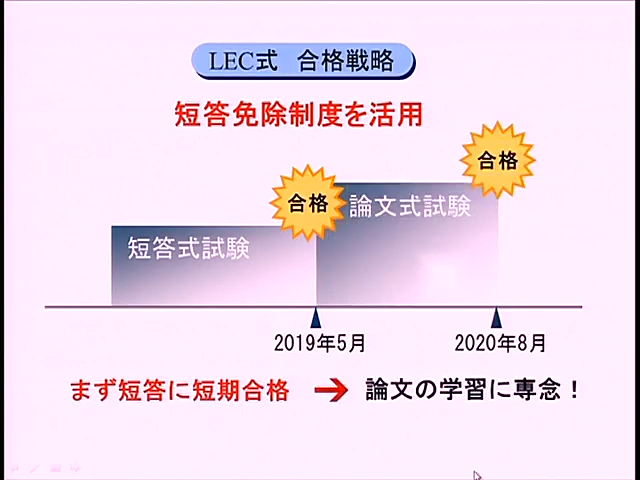 LEC式 合格戦略
短答免除制度を活用
合格
合格
論文式試験
短答式試験
2019年5月
2020年8月
まず短答に短期合格 → 論文の学習に専念！